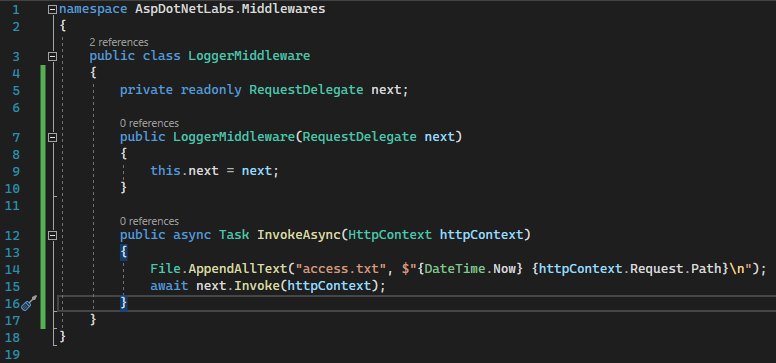 1 namespace AspDotNetLabs.Middlewares
2 {
2 references
3 public class LoggerMiddleware
4 {
5 private readonly RequestDelegate next;
6
0 references
7 public LoggerMiddleware(RequestDelegate next)
8 {
9 this.next = next;
10 }
11
0 references
12 public async Task InvokeAsync(HttpContext httpContext)
13 {
14 File.AppendAllText("access.txt", $"{DateTime.Now} {httpContext.Request.Path}\n");
15 await next.Invoke(httpContext);
16 }
17 }
18 }
19